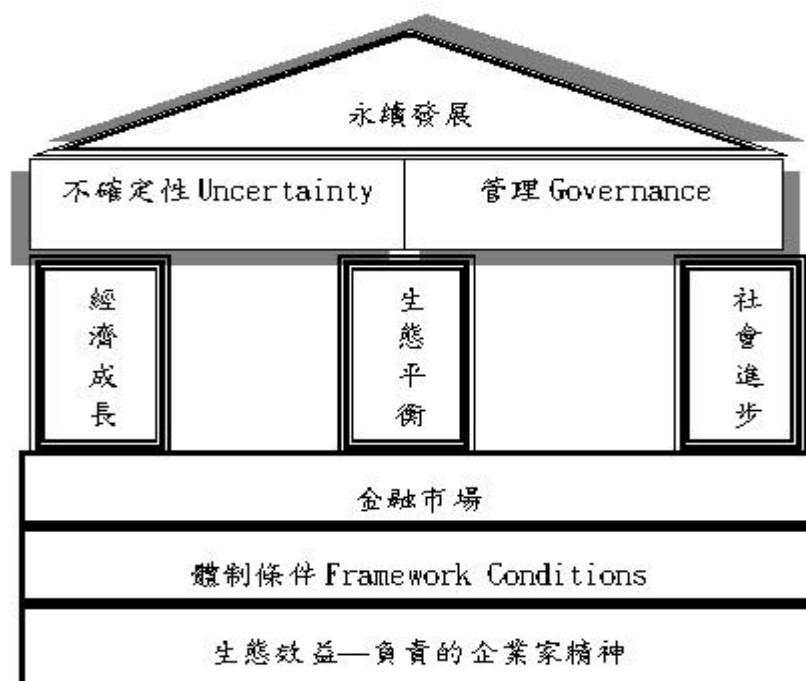 永續發展
不確定性 Uncertainty
管理 Governance
經濟成長
生態平衡
社會進步
金融市場
體制條件 Framework Conditions
生態效益—負責的企業家精神